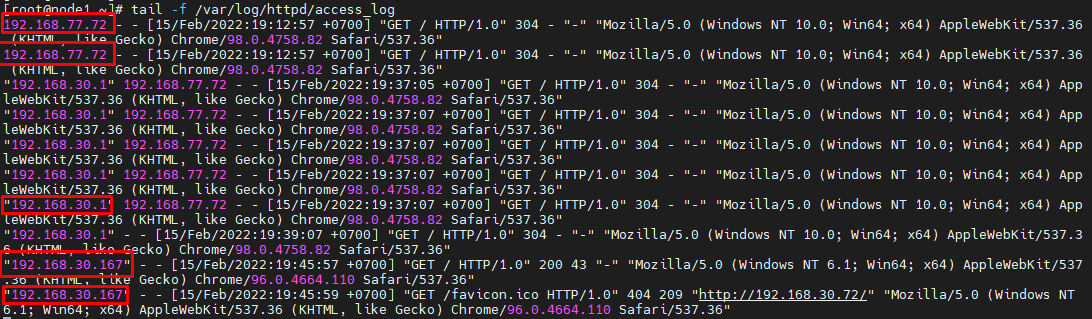 [root@node1 ~]# tail -f /var/log/httpd/access_log
192.168.77.72 - - [15/Feb/2022:19:12:57 +0700] "GET / HTTP/1.0" 304 - "-" "Mozilla/5.0 (Windows NT 10.0; Win64; x64) AppleWebKit/537.36
(KHTML, like Gecko) Chrome/98.0.4758.82 Safari/537.36"
192.168.77.72 - - [15/Feb/2022:19:12:57 +0700] "GET / HTTP/1.0" 304 - "-" "Mozilla/5.0 (Windows NT 10.0; Win64; x64) AppleWebKit/537.36
(KHTML, like Gecko) Chrome/98.0.4758.82 Safari/537.36"
"192.168.30.1" 192.168.77.72 - - [15/Feb/2022:19:37:05 +0700] "GET / HTTP/1.0" 304 - "-" "Mozilla/5.0 (Windows NT 10.0; Win64; x64) App
leWebKit/537.36 (KHTML, like Gecko) Chrome/98.0.4758.82 Safari/537.36"
"192.168.30.1" 192.168.77.72 - - [15/Feb/2022:19:37:07 +0700] "GET / HTTP/1.0" 304 - "-" "Mozilla/5.0 (Windows NT 10.0; Win64; x64) App
leWebKit/537.36 (KHTML, like Gecko) Chrome/98.0.4758.82 Safari/537.36"
"192.168.30.1" 192.168.77.72 - - [15/Feb/2022:19:37:07 +0700] "GET / HTTP/1.0" 304 - "-" "Mozilla/5.0 (Windows NT 10.0; Win64; x64) App
leWebKit/537.36 (KHTML, like Gecko) Chrome/98.0.4758.82 Safari/537.36"
"192.168.30.1" 192.168.77.72 - - [15/Feb/2022:19:37:07 +0700] "GET / HTTP/1.0" 304 - "-" "Mozilla/5.0 (Windows NT 10.0; Win64; x64) App
leWebKit/537.36 (KHTML, like Gecko) Chrome/98.0.4758.82 Safari/537.36"
"192.168.30.1" 192.168.77.72 - - [15/Feb/2022:19:37:07 +0700] "GET / HTTP/1.0" 304 - "-" "Mozilla/5.0 (Windows NT 10.0; Win64; x64) App
leWebKit/537.36 (KHTML, like Gecko) Chrome/98.0.4758.82 Safari/537.36"
"192.168.30.1" - - [15/Feb/2022:19:39:07 +0700] "GET / HTTP/1.0" 304 - "-" "Mozilla/5.0 (Windows NT 10.0; Win64; x64) AppleWebKit/537.3
6 (KHTML, like Gecko) Chrome/98.0.4758.82 Safari/537.36"
"192.168.30.167" - - [15/Feb/2022:19:45:57 +0700] "GET / HTTP/1.0" 200 43 "-" "Mozilla/5.0 (Windows NT 6.1; Win64; x64) AppleWebKit/537
.36 (KHTML, like Gecko) Chrome/96.0.4664.110 Safari/537.36"
"192.168.30.167" - - [15/Feb/2022:19:45:59 +0700] "GET /favicon.ico HTTP/1.0" 404 209 "http://192.168.30.72/" "Mozilla/5.0 (Windows NT
6.1; Win64; x64) AppleWebKit/537.36 (KHTML, like Gecko) Chrome/96.0.4664.110 Safari/537.36"